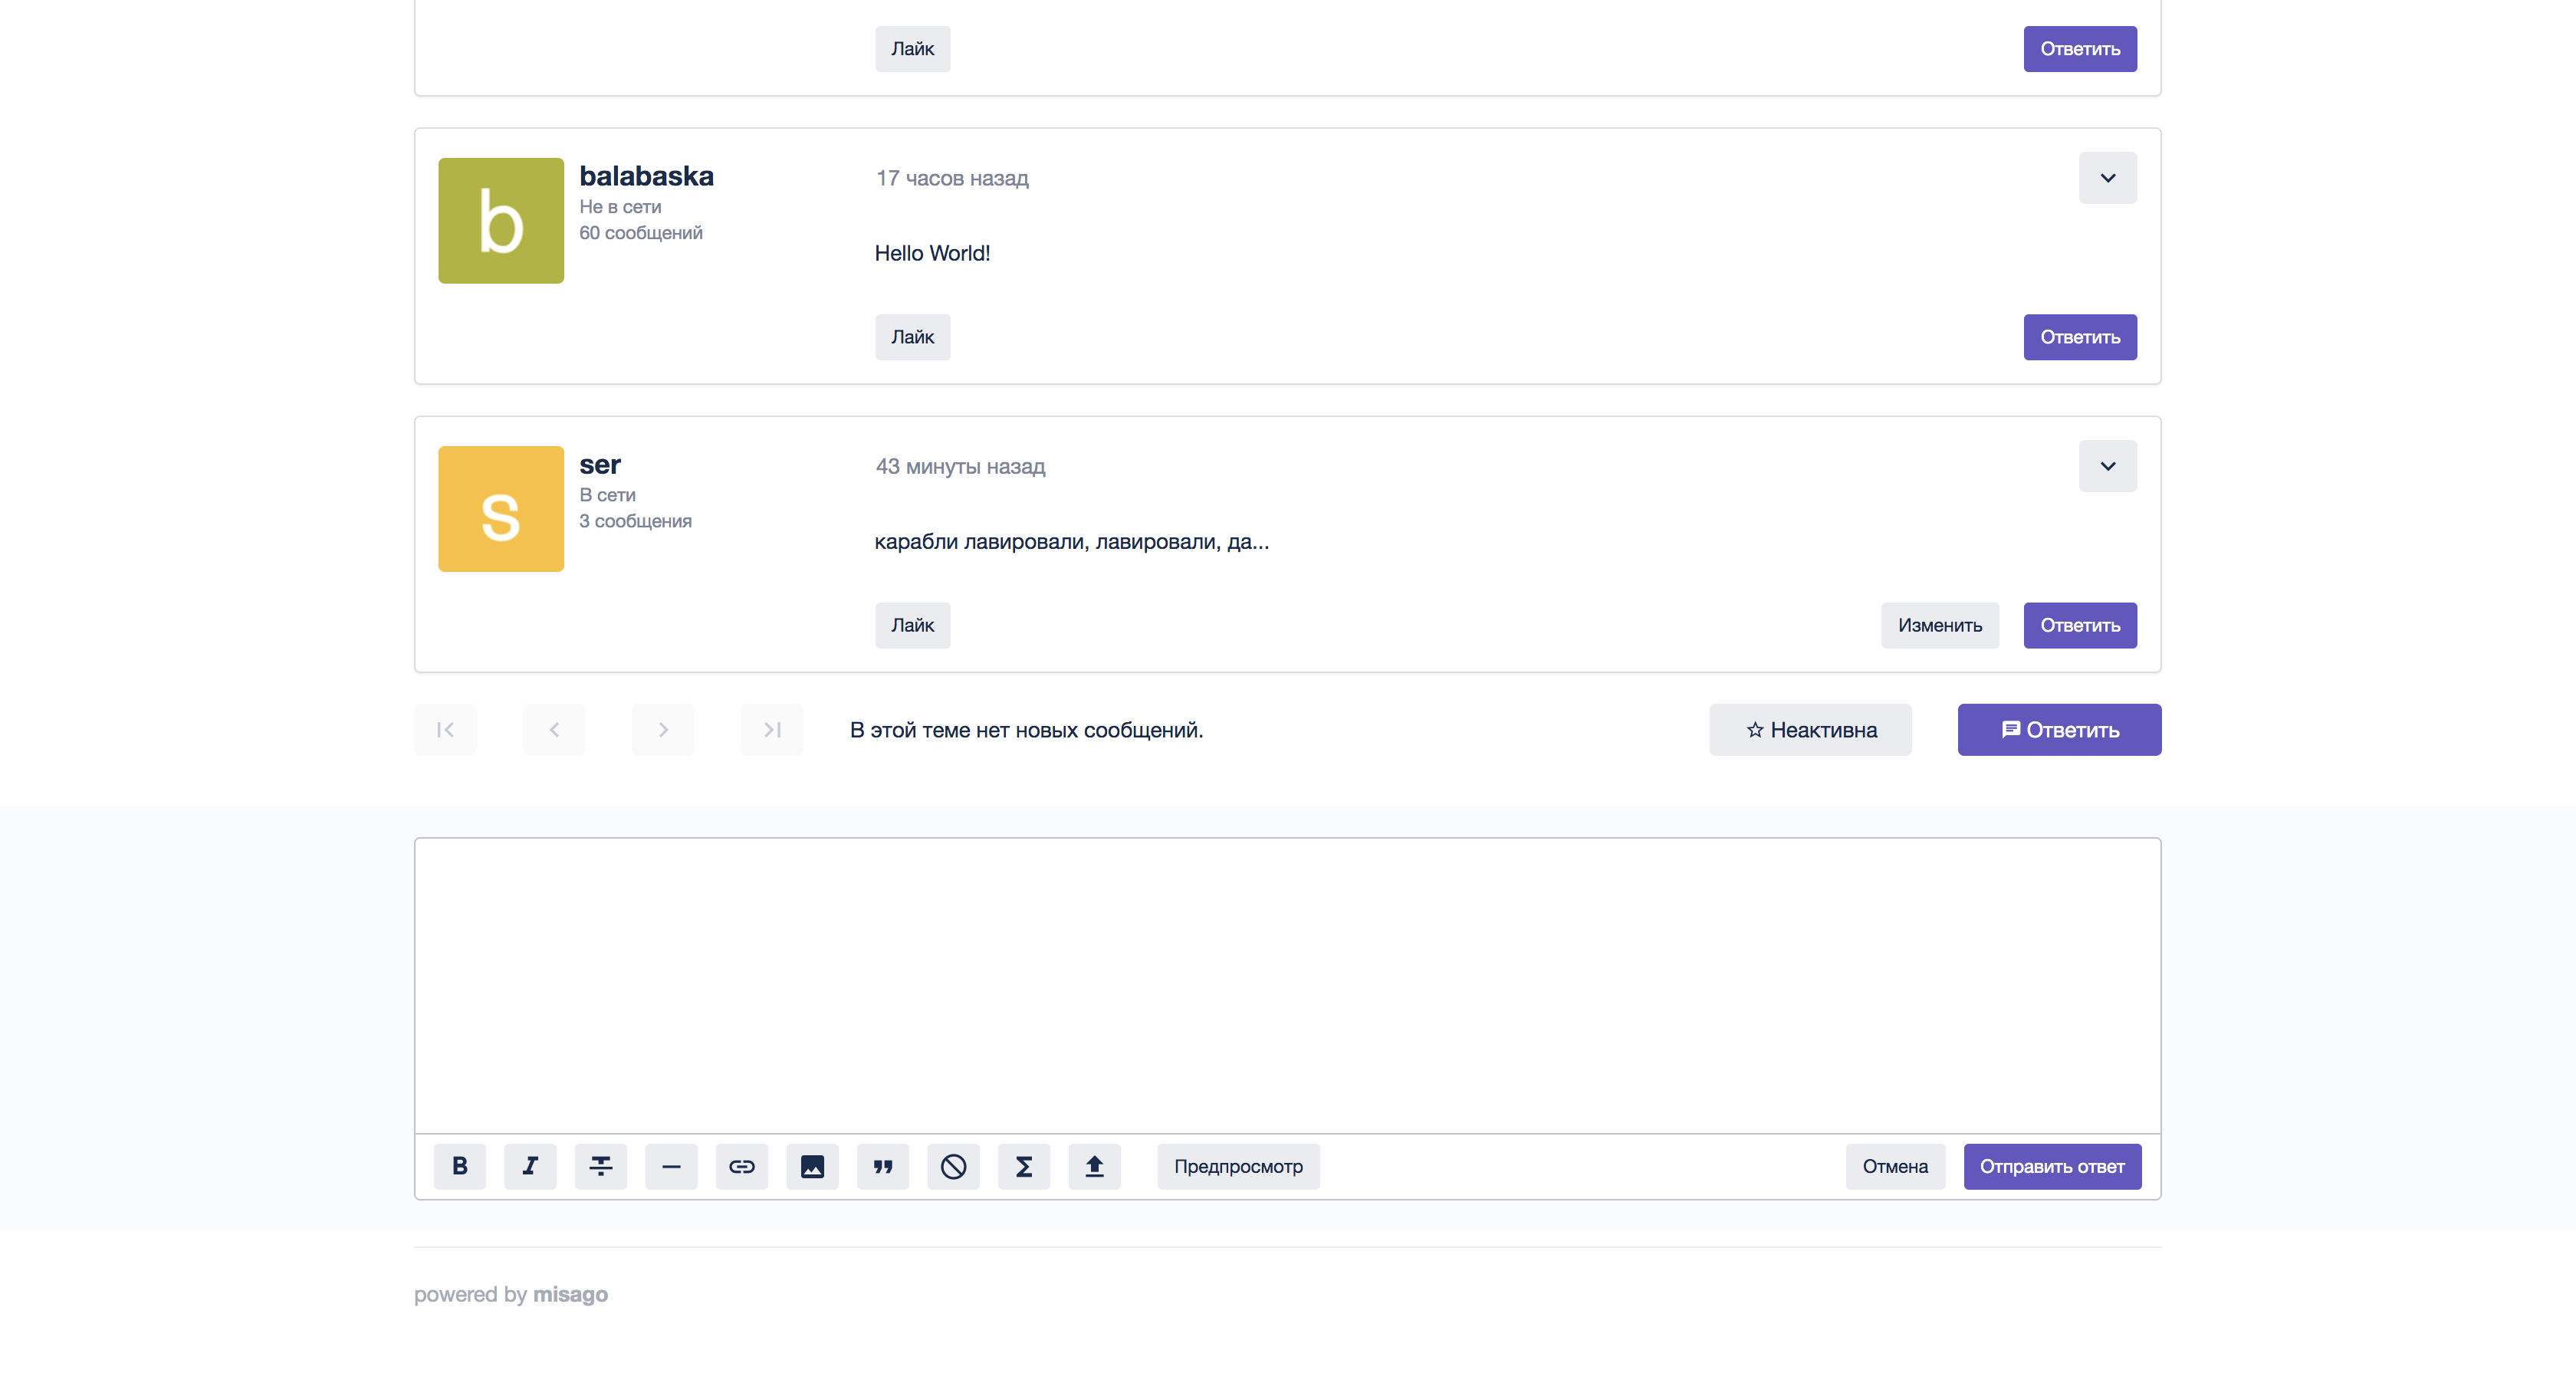 Лайк Ответить
b balabaska 17 часов назад
Не в сети
60 сообщений
Hello World!
Лайк Ответить
s ser 43 минуты назад
В сети
3 сообщения
карабли лавировали, лавировали, да...
Лайк Изменить Ответить
В этой теме нет новых сообщений. Неактивна Ответить
B I Предпросмотр Отмена Отправить ответ
powered by misago